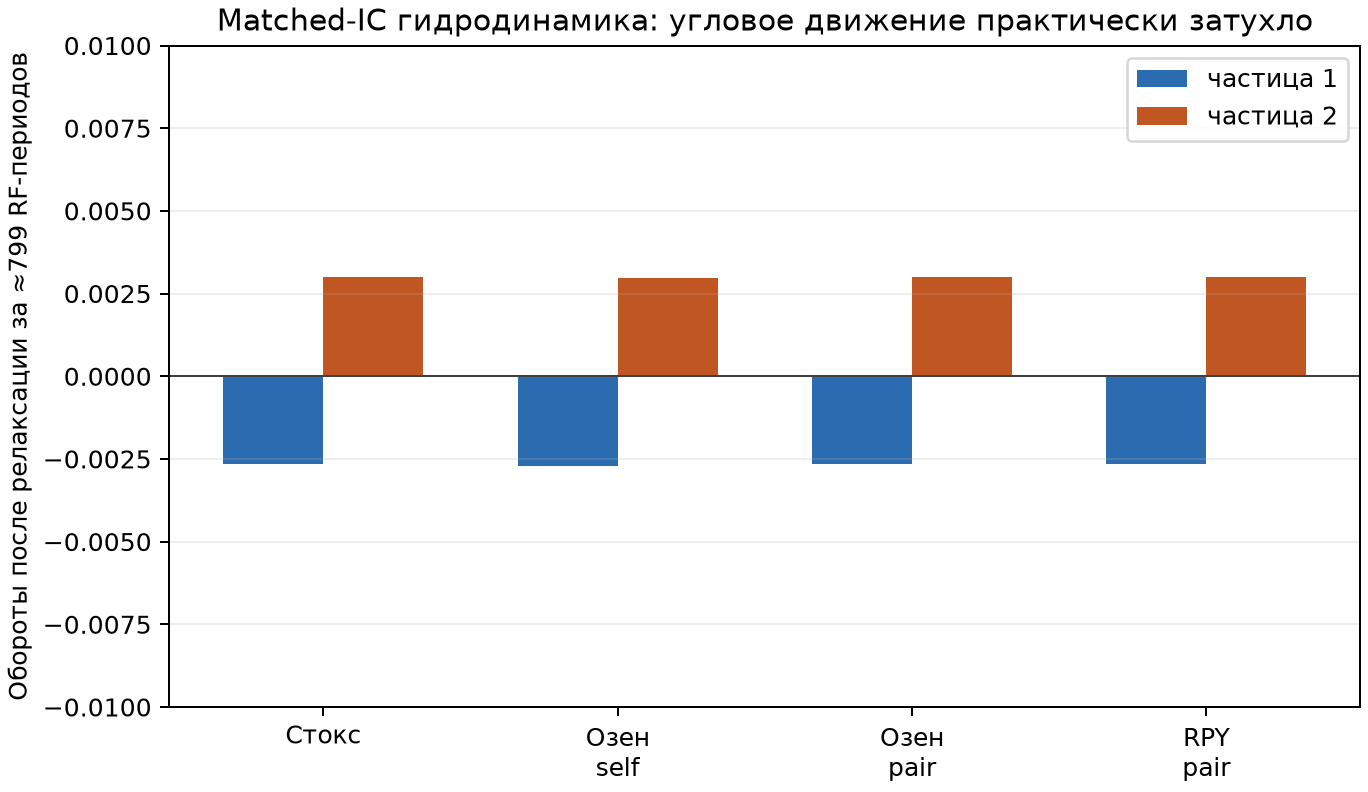 Matched-IC гидродинамика: угловое движение практически затухло
Обороты после релаксации за ≈799 RF-периодов
0.0100
0.0075
0.0050
0.0025
0.0000
−0.0025
−0.0050
−0.0075
−0.0100
частица 1
частица 2
Стокс
Озен
self
Озен
pair
RPY
pair